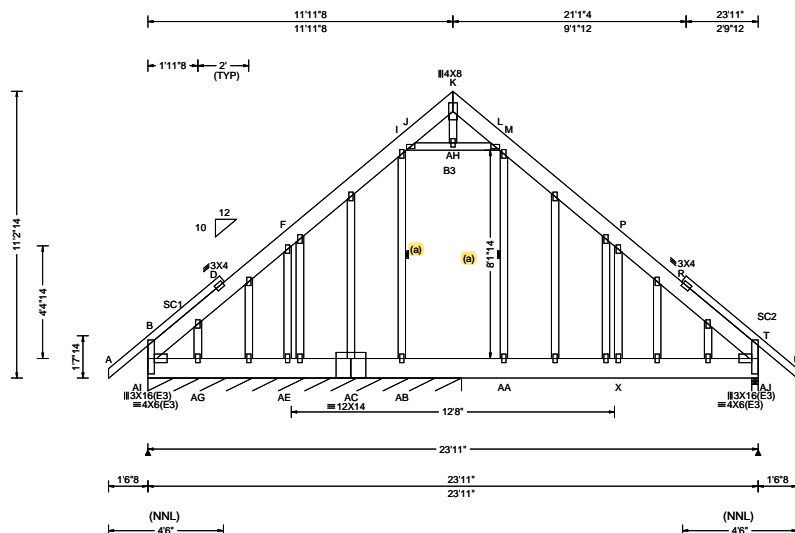 11'11"8 21'1"4 23'11"
11'11"8 9'1"12 2'9"12
1'11"8 2'
(TYP)
4X8
K
J L
I M
AH
B3
12
10
F P
(a) (a)
8'1"14
11'2"14
4'4"14
1'7"14
3X4 3X4
D R
SC1 SC2
B T
A
AI AG AE AC AB AA X AJ
3X16(E3) 3X16(E3)
4X6(E3) 12X14 4X6(E3)
12'8"
23'11"
1'6"8 23'11" 1'6"8
23'11"
(NNL) (NNL)
4'6" 4'6"